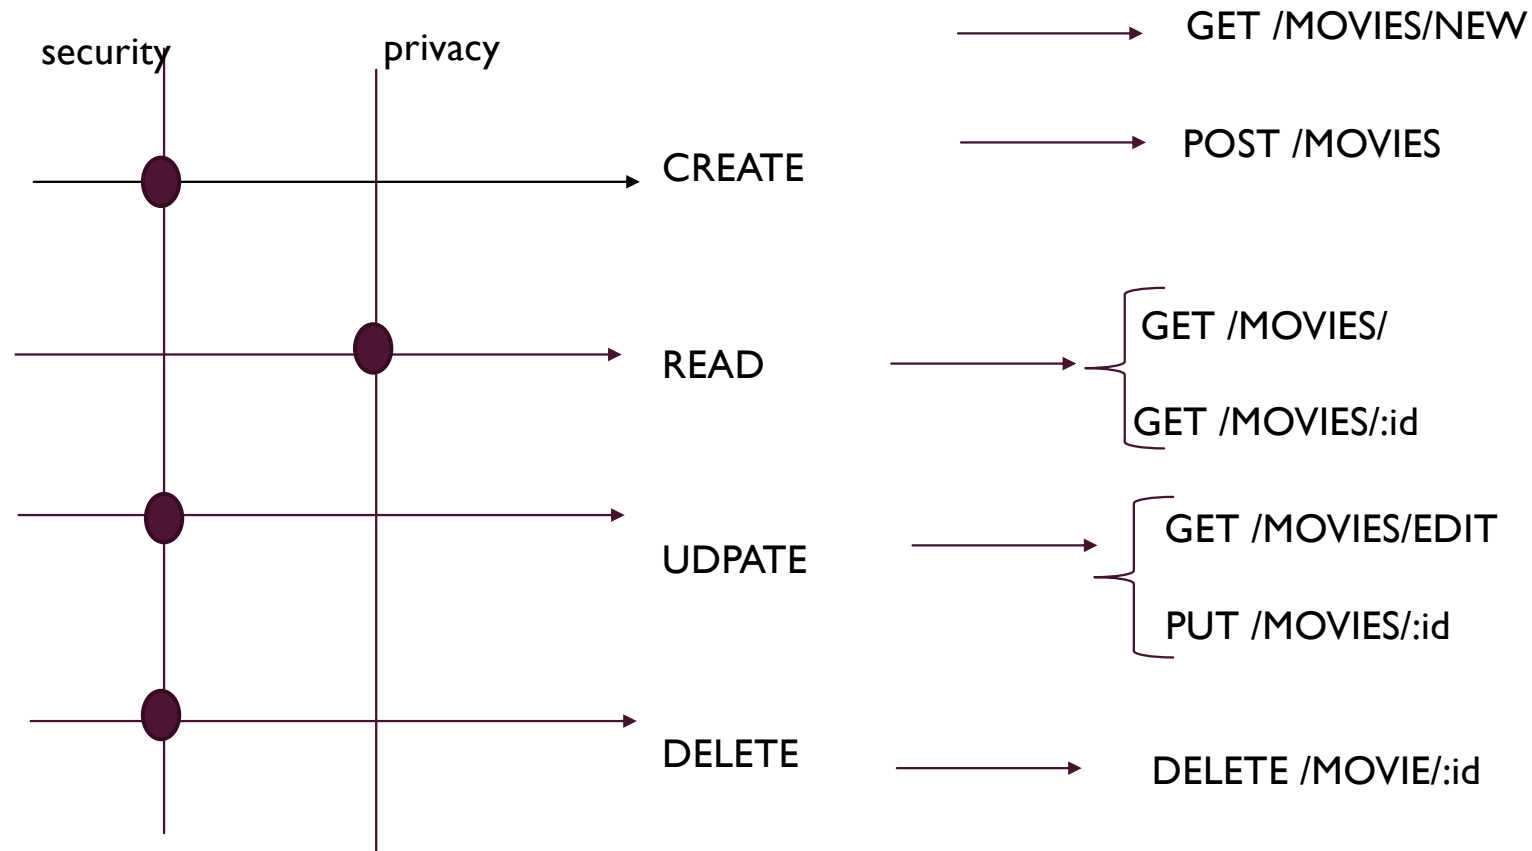 security
privacy
GET /MOVIES/NEW
CREATE
POST /MOVIES
READ
GET /MOVIES/
GET /MOVIES/:id
UDPATE
GET /MOVIES/EDIT
PUT /MOVIES/:id
DELETE
DELETE /MOVIE/:id